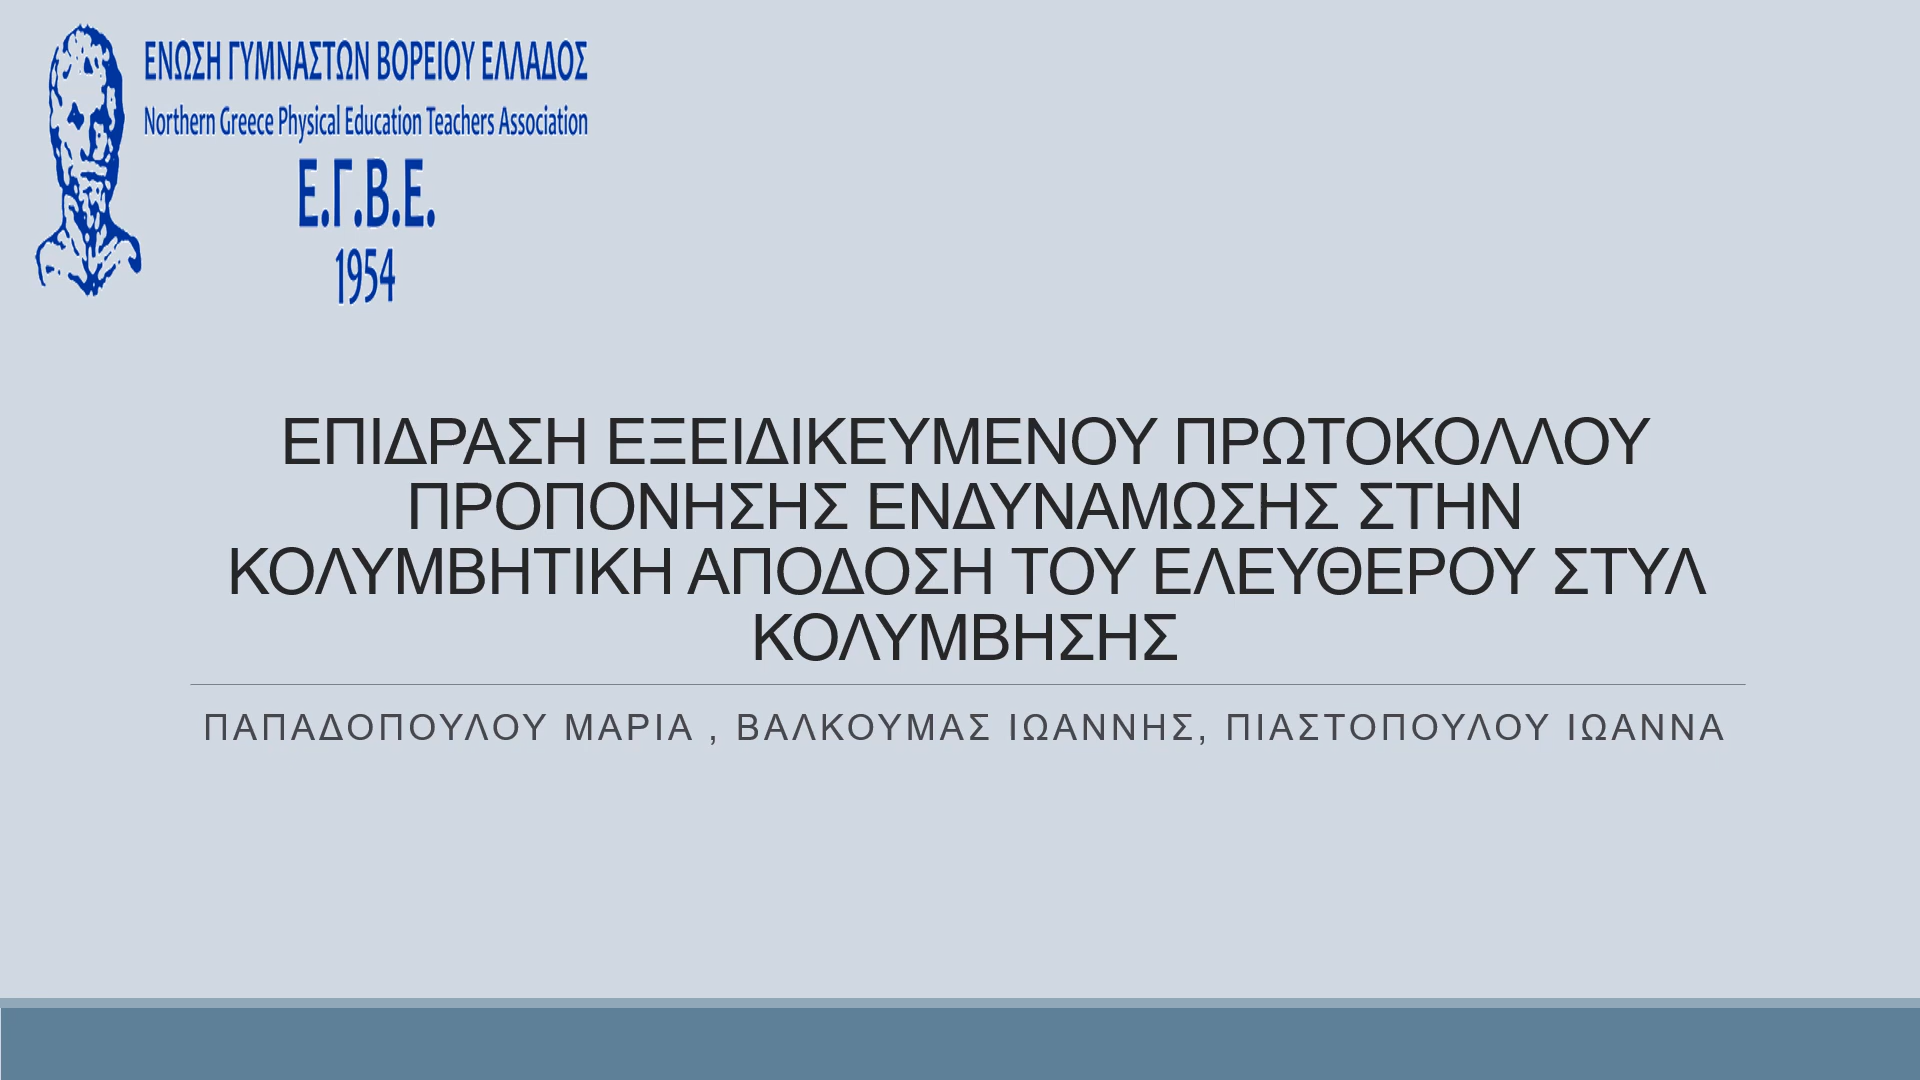 ΕΝΩΣΗ ΓΥΜΝΑΣΤΩΝ ΒΟΡΕΙΟΥ ΕΛΛΑΔΟΣ
Northern Greece Physical Education Teachers Association
Ε.Γ.Β.Ε.
1954
ΕΠΙΔΡΑΣΗ ΕΞΕΙΔΙΚΕΥΜΕΝΟΥ ΠΡΩΤΟΚΟΛΛΟΥ
ΠΡΟΠΟΝΗΣΗΣ ΕΝΔΥΝΑΜΩΣΗΣ ΣΤΗΝ
ΚΟΛΥΜΒΗΤΙΚΗ ΑΠΟΔΟΣΗ ΤΟΥ ΕΛΕΥΘΕΡΟΥ ΣΤΥΛ
ΚΟΛΥΜΒΗΣΗΣ
ΠΑΠΑΔΟΠΟΥΛΟΥ ΜΑΡΙΑ , ΒΑΛΚΟΥΜΑΣ ΙΩΑΝΝΗΣ, ΠΙΑΣΤΟΠΟΥΛΟΥ ΙΩΑΝΝΑ